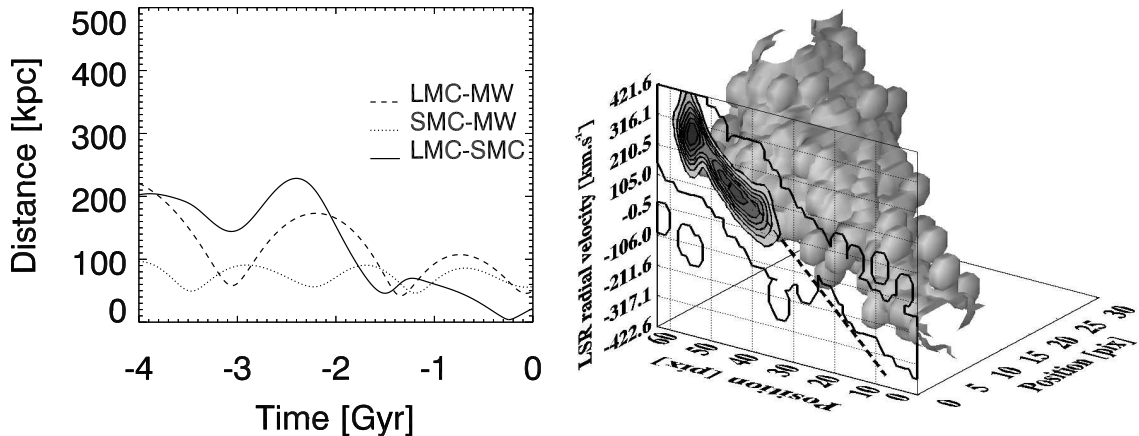 500
400
300
200
100
0
Distance [kpc]
LMC-MW
SMC-MW
LMC-SMC
-4 -3 -2 -1 0
Time [Gyr]
LSR radial velocity [km.s⁻¹]
421.6
316.1
210.5
105.0
-0.5
-106.0
-211.6
-317.1
-422.6
60 50 40 30 20 10 0
Position [pix]
0 5 10 15 20 25 30
Position [pix]